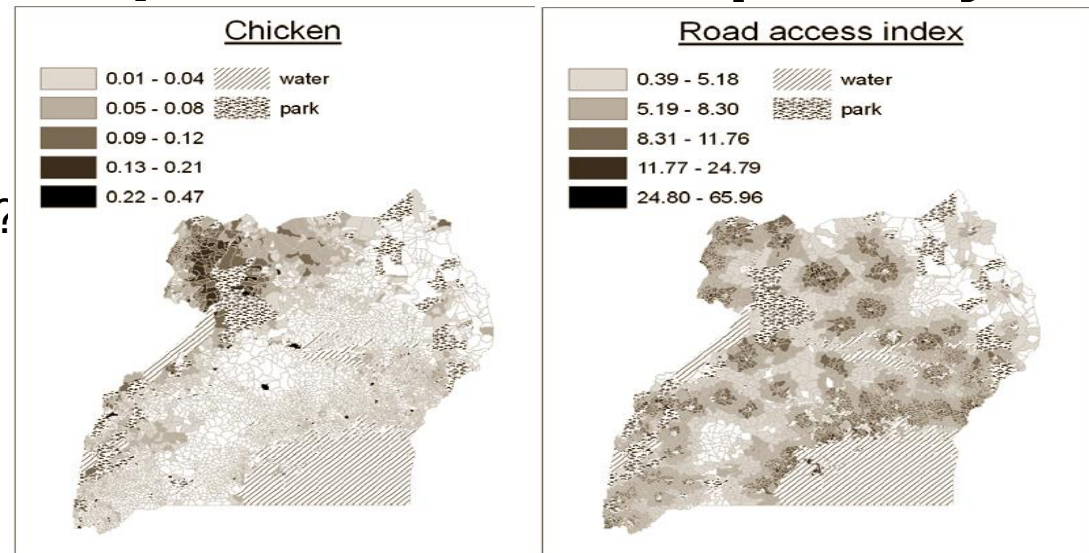 ?
Chicken
0.01 - 0.04
water
0.05 - 0.08
park
0.09 - 0.12
0.13 - 0.21
0.22 - 0.47
Road access index
0.39 - 5.18
water
5.19 - 8.30
park
8.31 - 11.76
11.77 - 24.79
24.80 - 65.96